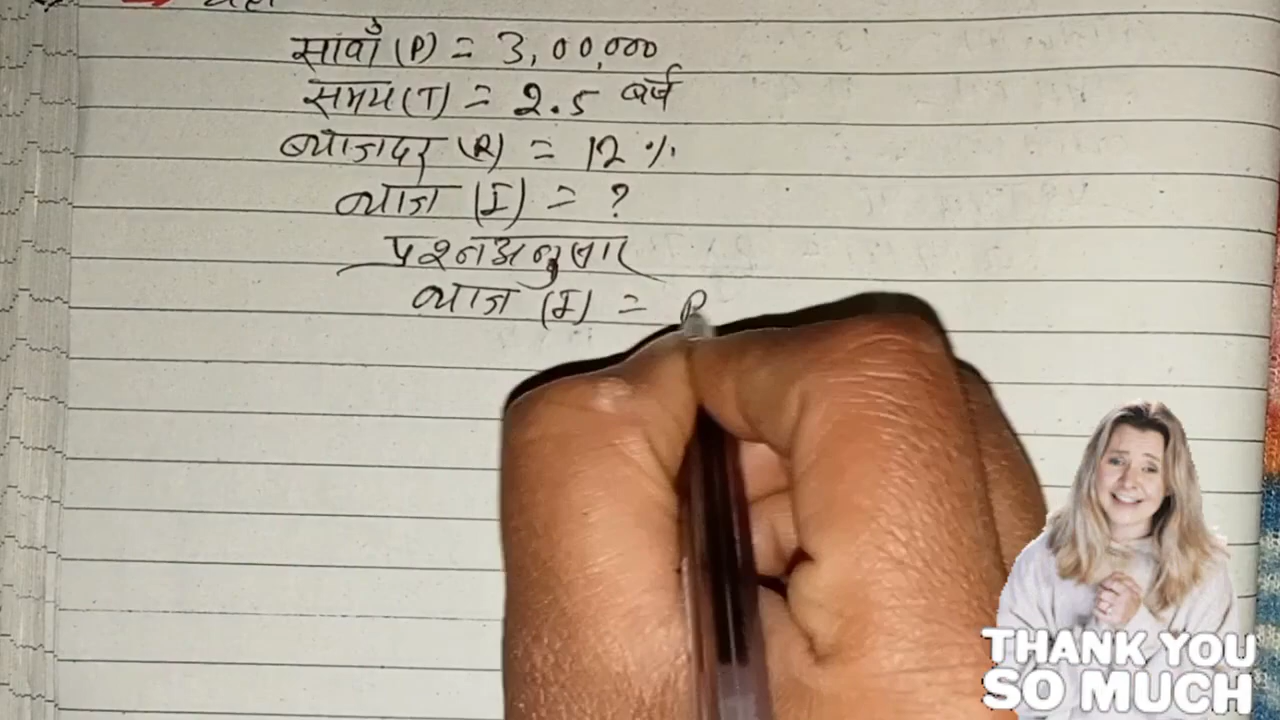 साँवा (P) = 3,00,000
समय (T) = 2.5 वर्ष
ब्याजदर (R) = 12 %
ब्याज (I) = ?
प्रश्नअनुसार
ब्याज (I) = P
THANK YOU
SO MUCH